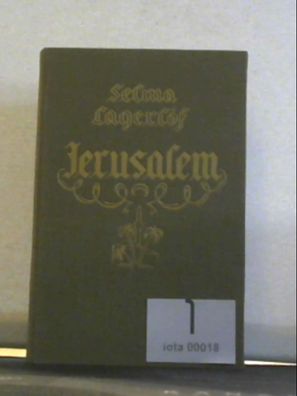 Selma
Lagerlöf
Jerusalem
1
iota 00018